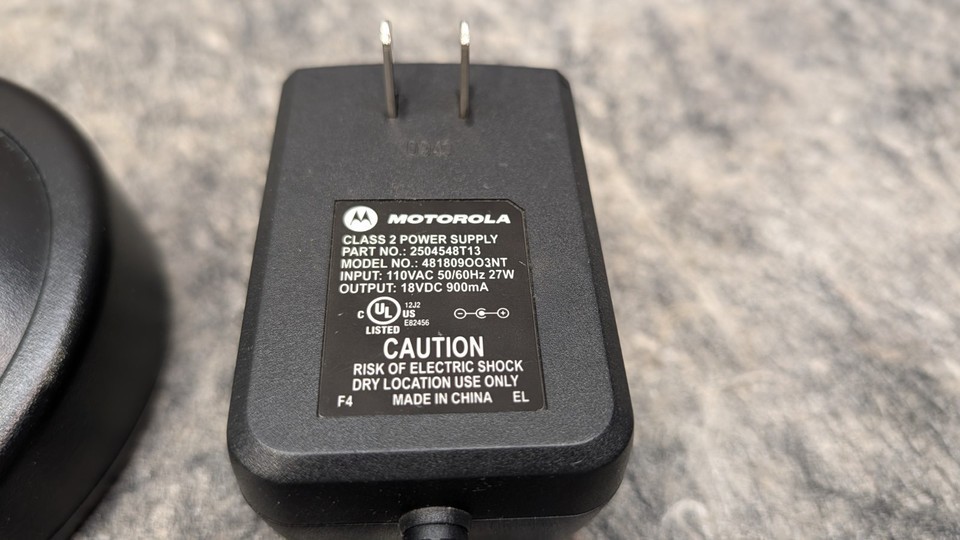 MOTOROLA
CLASS 2 POWER SUPPLY
PART NO.: 2504548T13
MODEL NO.: 481809OO3NT
INPUT: 110VAC 50/60Hz 27W
OUTPUT: 18VDC 900mA
C UL US
12J2
E82456
LISTED
CAUTION
RISK OF ELECTRIC SHOCK
DRY LOCATION USE ONLY
F4 MADE IN CHINA EL